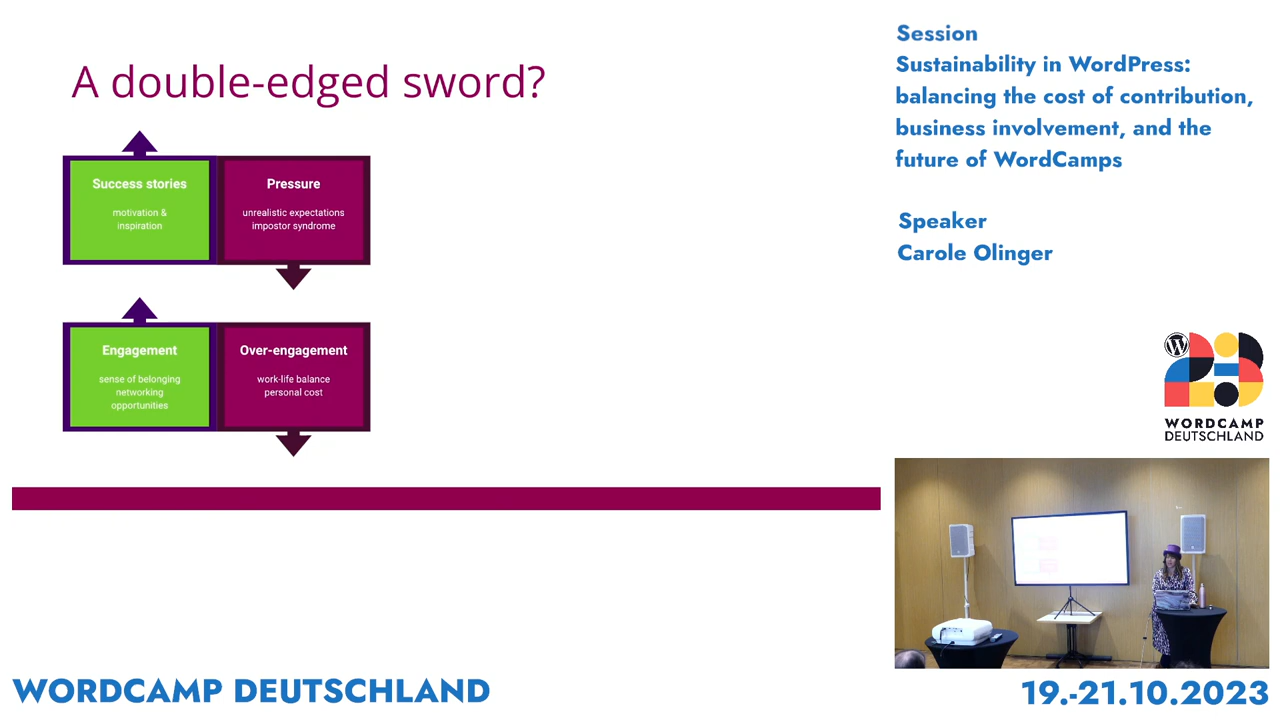 A double-edged sword?
Success stories
motivation &
inspiration
Pressure
unrealistic expectations
impostor syndrome
Engagement
sense of belonging
networking
opportunities
Over-engagement
work-life balance
personal cost
Session
Sustainability in WordPress:
balancing the cost of contribution,
business involvement, and the
future of WordCamps
Speaker
Carole Olinger
WORDCAMP
DEUTSCHLAND
WORDCAMP DEUTSCHLAND
19.-21.10.2023